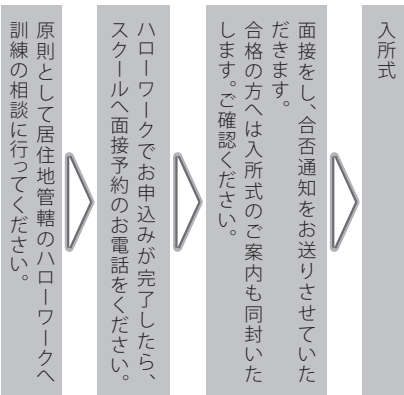 原則として居住地管轄のハローワークへ
訓練の相談に行ってください。
ハローワークでお申込みが完了したら、
スクールへ面接予約のお電話をください。
面接をし、合否通知をお送りさせていた
だきます。
合格の方へは入所式のご案内も同封いた
します。ご確認ください。
入所式